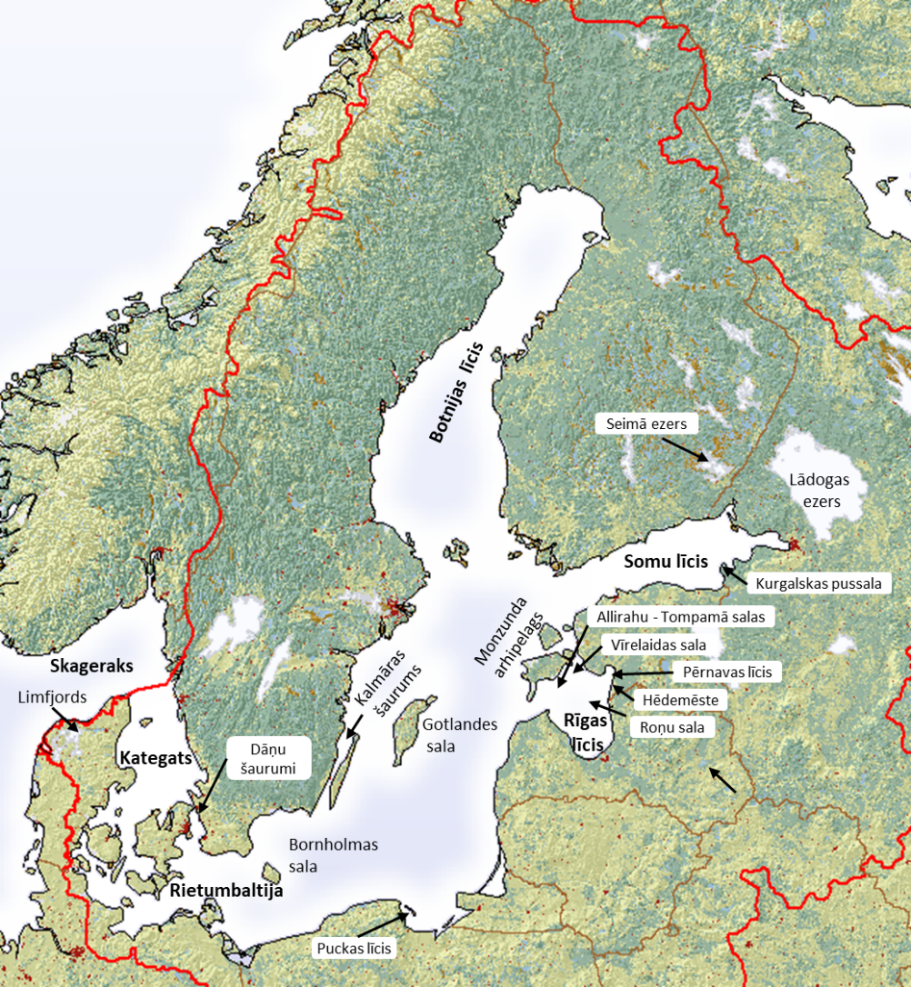 Botnijas līcis
Seimā ezers
Lādogas
ezers
Somu līcis
Kurgalskas pussala
Monzunda
arhipelags
Allirahu - Tompamā salas
Vīrelaidas sala
Pērnavas līcis
Hēdemēste
Roņu sala
Rīgas
līcis
Skageraks
Limfjords
Kalmāras
šaurums
Gotlandes
sala
Kategats
Dāņu
šaurumi
Bornholmas
sala
Rietumbaltija
Puckas līcis